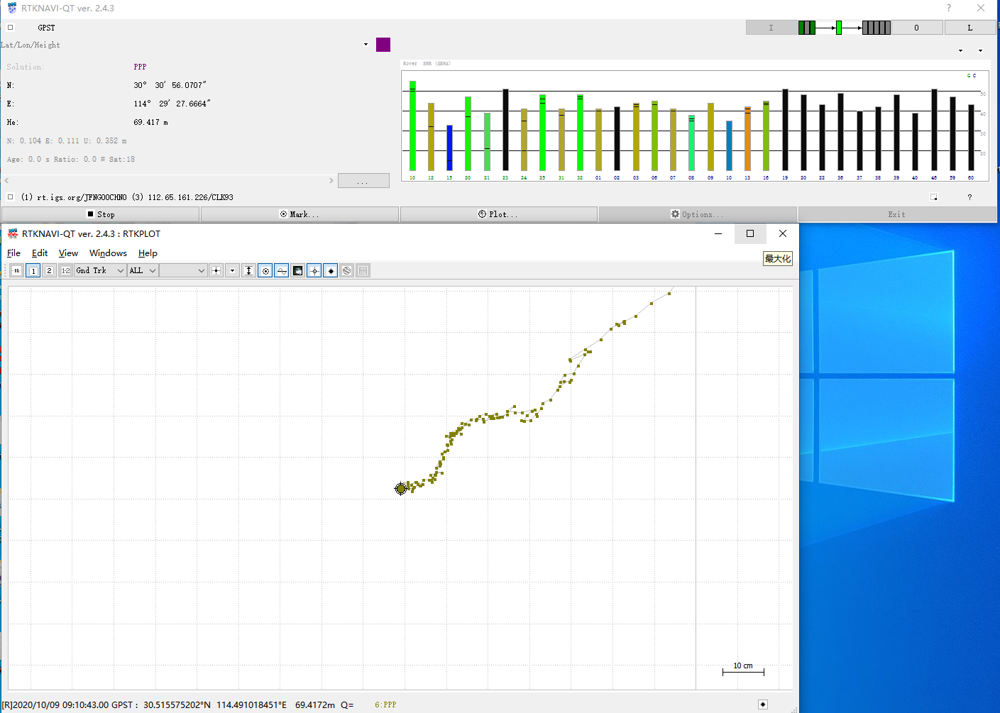 RTKNAVI-QT ver. 2.4.3
GPST
I
O
L
Lat/Lon/Height
Solution:
PPP
N:
30° 30′ 56.0707″
E:
114° 29′ 27.6664″
He:
69.417 m
N: 0.104 E: 0.111 U: 0.352 m
Age: 0.0 s Ratio: 0.0 # Sat:18
...
Rover SNR (dBHz)
G C
50
40
30
20
10 12 15 20 21 23 24 25 31 32 01 02 03 06 07 08 09 10 13 16 19 20 22 36 37 38 39 40 46 59 60
(1) rt.igs.org/JFNG00CHN0 (3) 112.65.161.226/CLK93
?
Stop
Mark...
Plot...
Options...
Exit
RTKNAVI-QT ver. 2.4.3 : RTKPLOT
File Edit View Windows Help
最大化
1 2 1-2 Gnd Trk ALL
10 cm
[R]2020/10/09 09:10:43.00 GPST : 30.515575202°N 114.491018451°E 69.4172m Q= 6:PPP